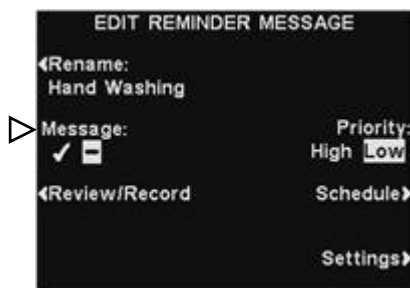 EDIT REMINDER MESSAGE
Rename:
Hand Washing
Message: Priority:
✓ – High Low
Review/Record Schedule
Settings